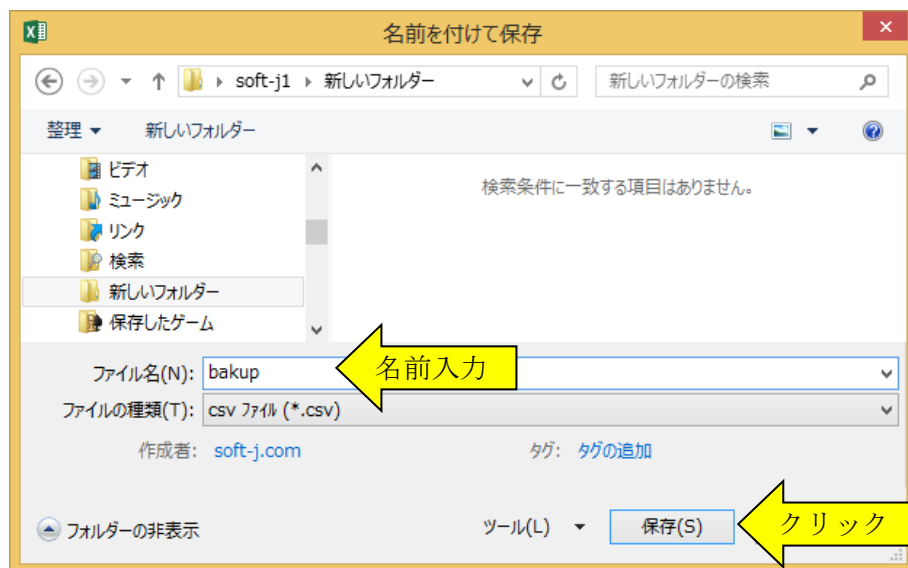 名前を付けて保存
soft-j1 新しいフォルダー 新しいフォルダーの検索
整理 新しいフォルダー
ビデオ
ミュージック
リンク
検索
新しいフォルダー
保存したゲーム
検索条件に一致する項目はありません。
ファイル名(N): bakup
名前入力
ファイルの種類(T): csv ﾌｧｲﾙ (*.csv)
作成者: soft-j.com タグ: タグの追加
フォルダーの非表示 ツール(L) 保存(S)
クリック